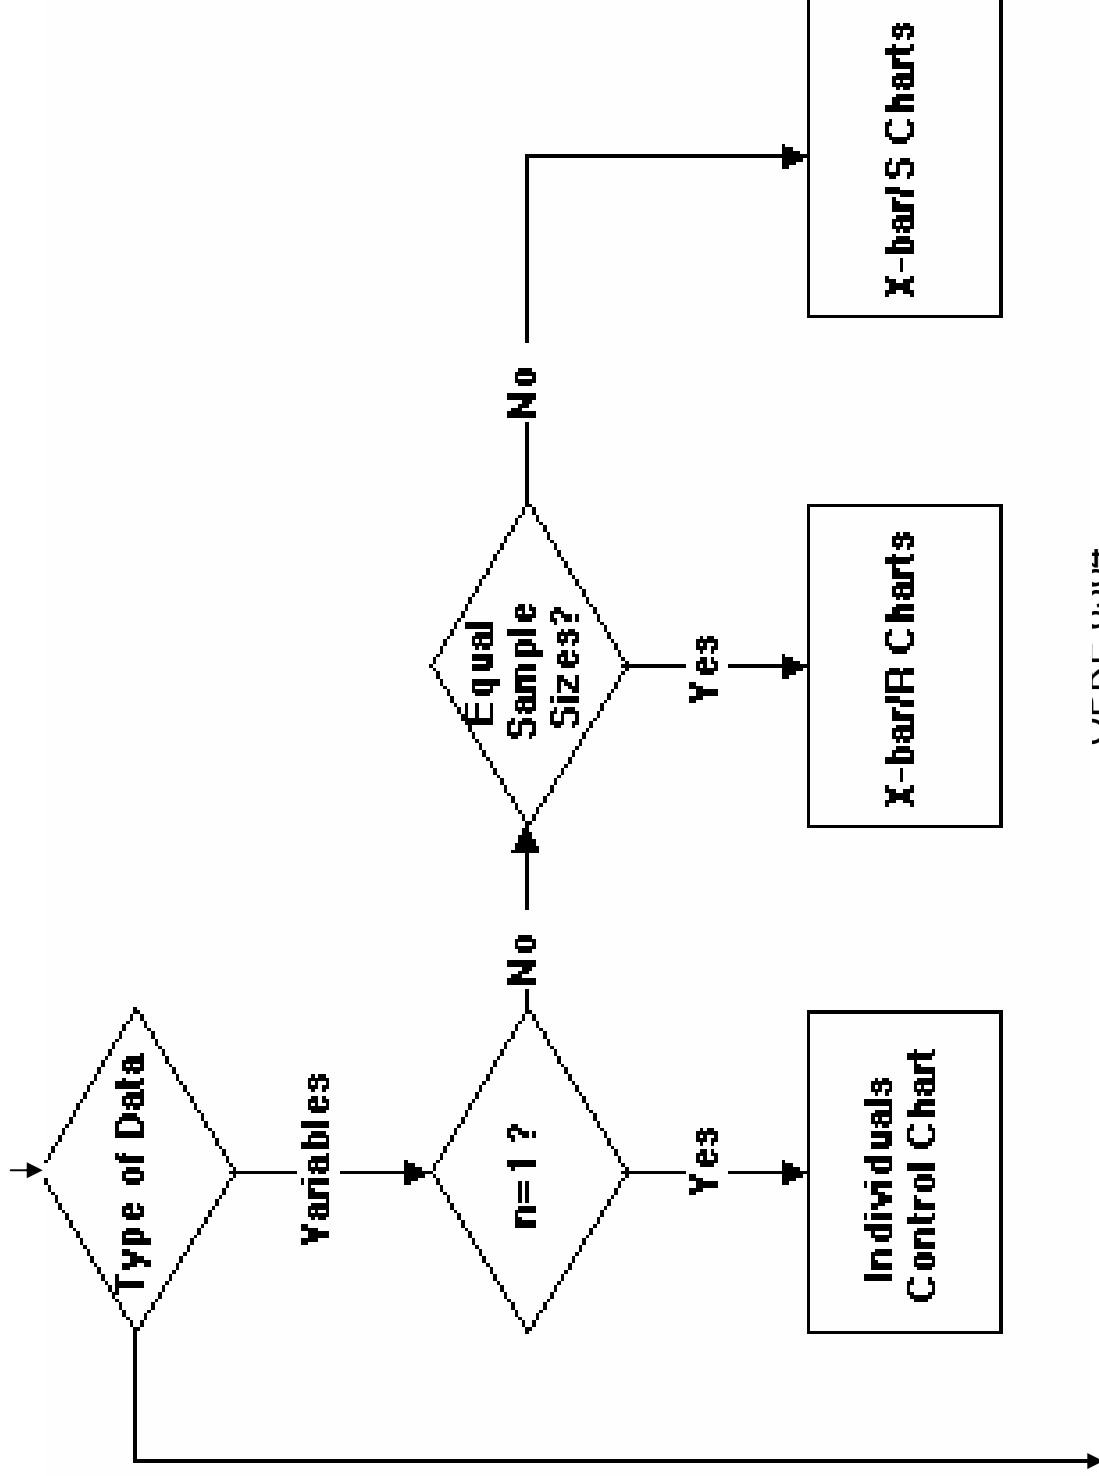 Type of Data
Variables
n=1 ?
No
Equal
Sample
Sizes?
No
Yes
Yes
Individuals
Control Chart
X-bar/R Charts
X-bar/S Charts